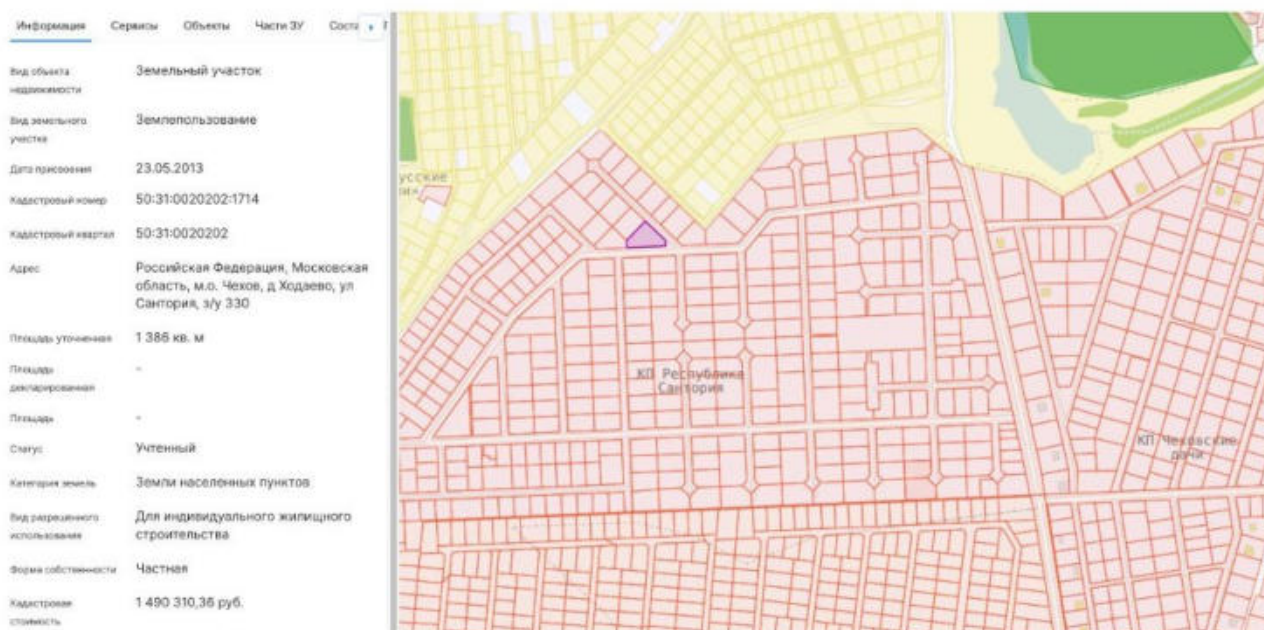 Информация Сервисы Объекты Части ЗУ Соста
Вид объекта
недвижимости
Земельный участок
Вид земельного
участка
Землепользование
Дата присвоения
23.05.2013
Кадастровый номер
50:31:0020202:1714
Кадастровый квартал
50:31:0020202
Адрес
Российская Федерация, Московская
область, м.о. Чехов, д Ходаево, ул
Сантория, з/у 330
Площадь уточненная
1 386 кв. м
Площадь
декларированная
-
Площадь
-
Статус
Учтенный
Категория земель
Земли населенных пунктов
Вид разрешенного
использования
Для индивидуального жилищного
строительства
Форма собственности
Частная
Кадастровая
стоимость
1 490 310,36 руб.
усские
КП Республика
Сантория
КП Чеховские
дачи